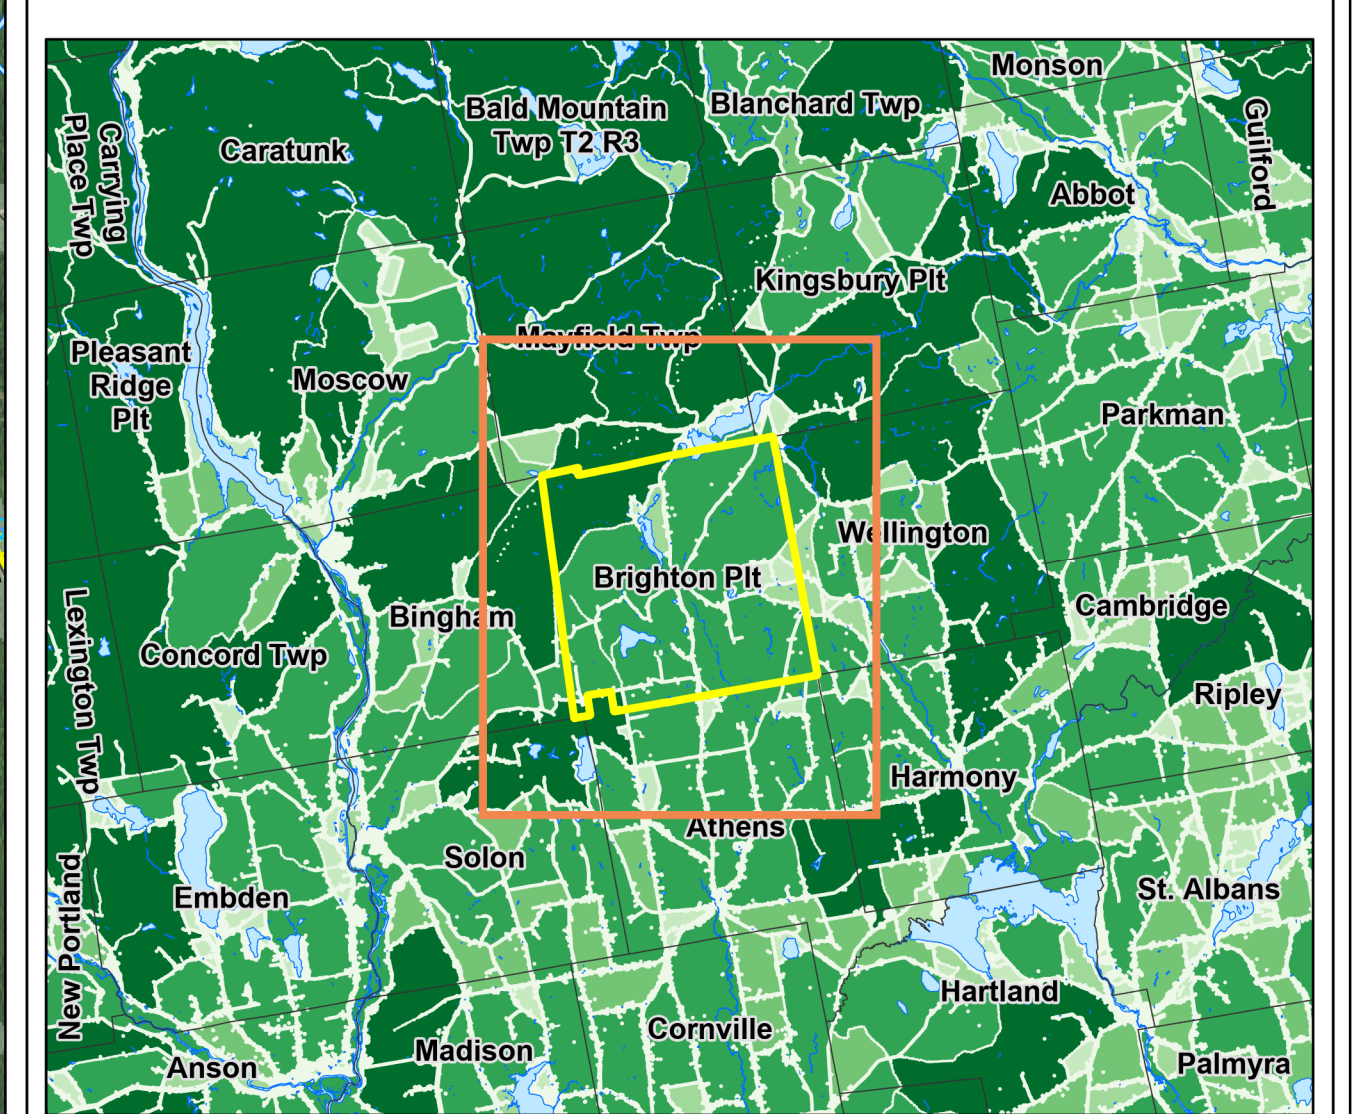 Monson
Bald Mountain
Twp T2 R3
Blanchard Twp
Guilford
Carrying
Place Twp
Caratunk
Abbot
Kingsbury Plt
Mayfield Twp
Pleasant
Ridge
Plt
Moscow
Parkman
Wellington
Brighton Plt
Bingham
Cambridge
Concord Twp
Lexington Twp
Ripley
Harmony
Athens
Solon
St. Albans
Embden
New Portland
Hartland
Cornville
Madison
Anson
Palmyra